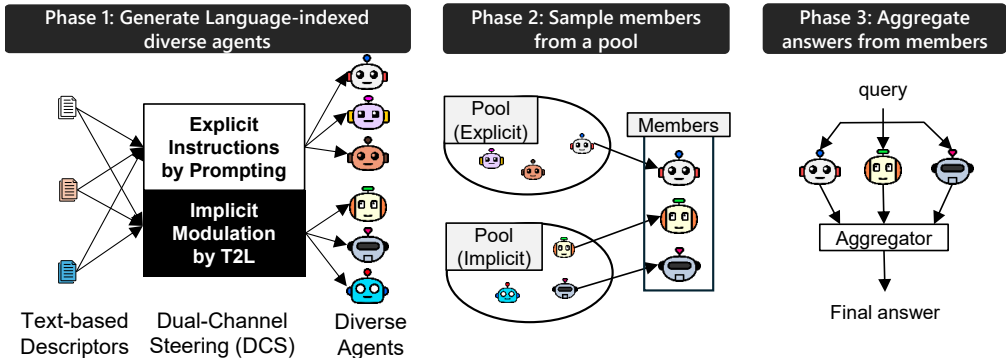 Phase 1: Generate Language-indexed
diverse agents
Explicit
Instructions
by Prompting
Implicit
Modulation
by T2L
Text-based
Descriptors
Dual-Channel
Steering (DCS)
Diverse
Agents
Phase 2: Sample members
from a pool
Pool
(Explicit)
Members
Pool
(Implicit)
Phase 3: Aggregate
answers from members
query
Aggregator
Final answer